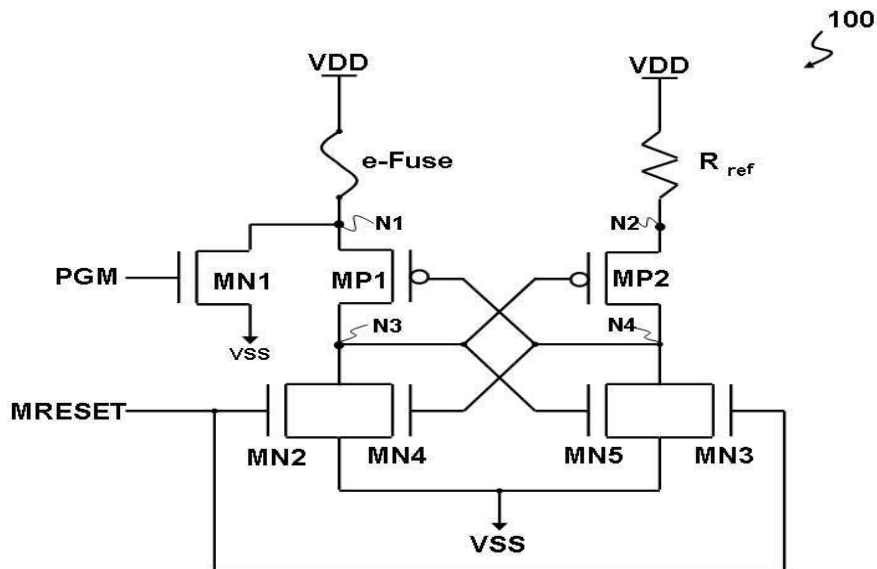 100
VDD
VDD
e-Fuse
R ref
N1
N2
PGM
MN1
MP1
MP2
VSS
N3
N4
MRESET
MN2
MN4
MN5
MN3
VSS